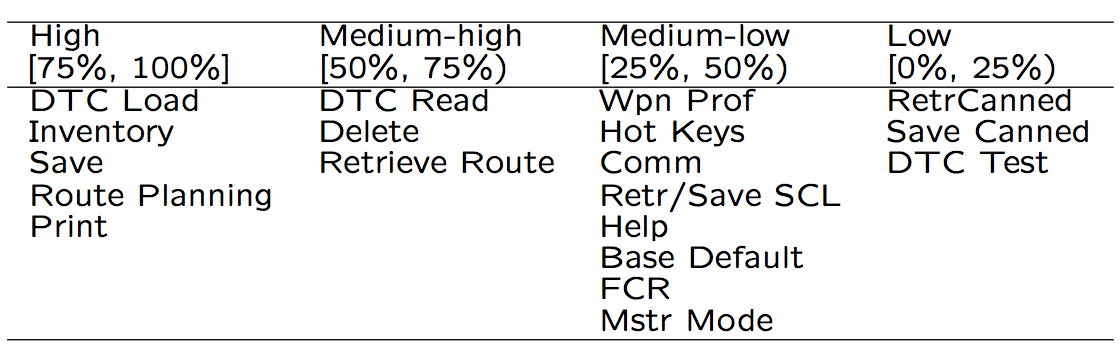 High Medium-high Medium-low Low
[75%, 100%] [50%, 75%) [25%, 50%) [0%, 25%)
DTC Load DTC Read Wpn Prof RetrCanned
Inventory Delete Hot Keys Save Canned
Save Retrieve Route Comm DTC Test
Route Planning Retr/Save SCL
Print Help
Base Default
FCR
Mstr Mode